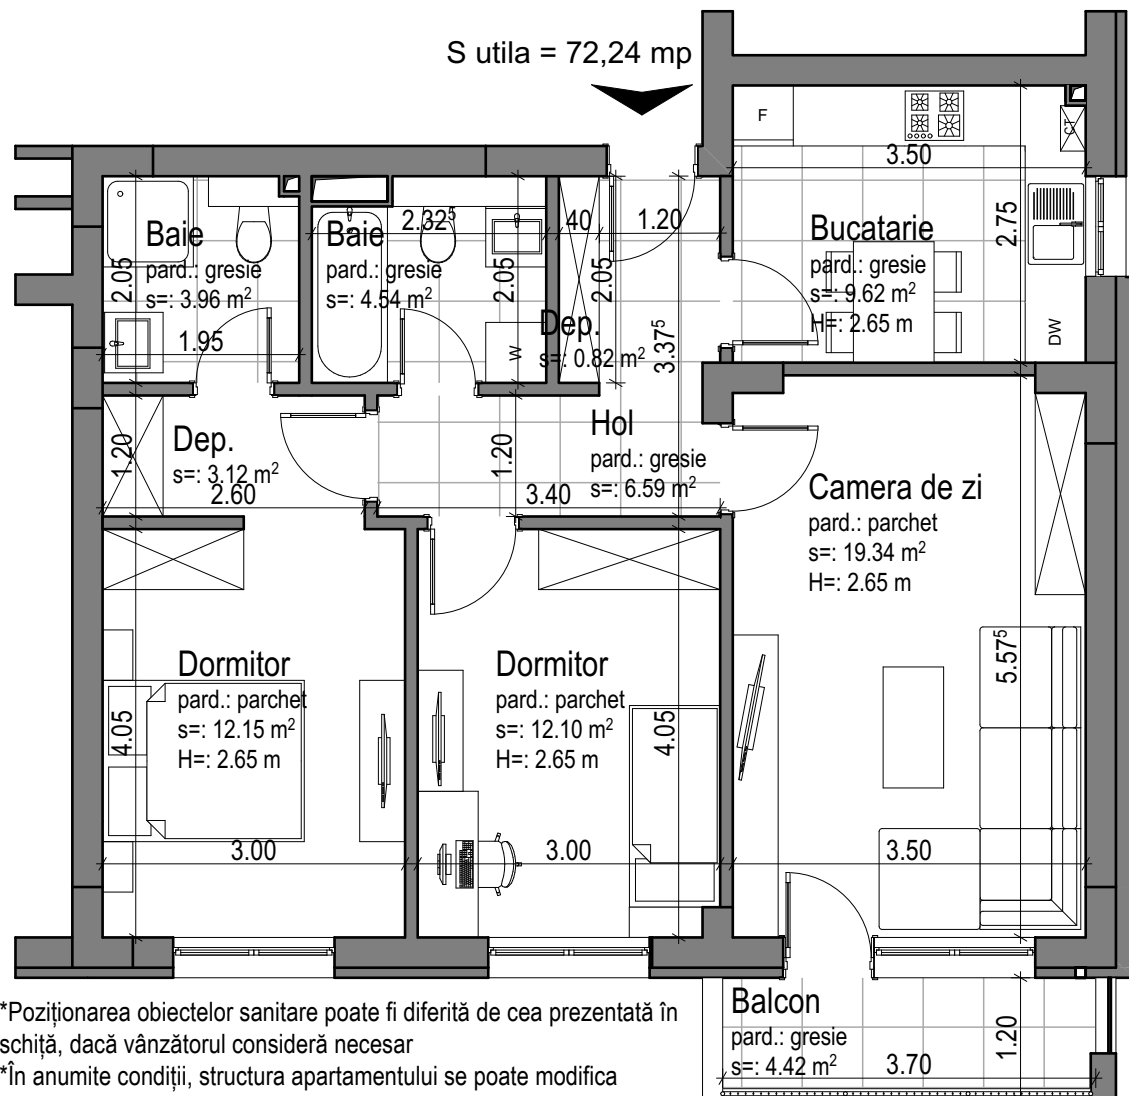 S utila = 72,24 mp
F
CT
3.50
Baie
pard.: gresie
s=: 3.96 m²
2.05
1.95
Baie
pard.: gresie
s=: 4.54 m²
2.32⁵
2.05
W
40
1.20
2.05
Dep.
s=: 0.82 m²
3.37⁵
Bucatarie
pard.: gresie
s=: 9.62 m²
H=: 2.65 m
2.75
DW
Dep.
s=: 3.12 m²
1.20
2.60
Hol
pard.: gresie
s=: 6.59 m²
1.20
3.40
Camera de zi
pard.: parchet
s=: 19.34 m²
H=: 2.65 m
5.57⁵
3.50
Dormitor
pard.: parchet
s=: 12.15 m²
H=: 2.65 m
4.05
3.00
Dormitor
pard.: parchet
s=: 12.10 m²
H=: 2.65 m
4.05
3.00
Balcon
pard.: gresie
s=: 4.42 m²
3.70
1.20
*Poziționarea obiectelor sanitare poate fi diferită de cea prezentată în
schiță, dacă vânzătorul consideră necesar
*În anumite condiții, structura apartamentului se poate modifica